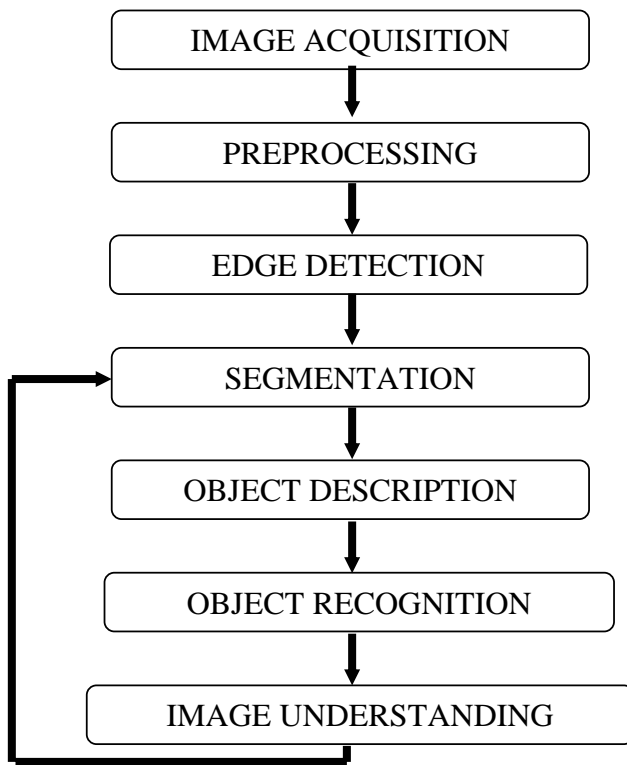 IMAGE ACQUISITION
PREPROCESSING
EDGE DETECTION
SEGMENTATION
OBJECT DESCRIPTION
OBJECT RECOGNITION
IMAGE UNDERSTANDING